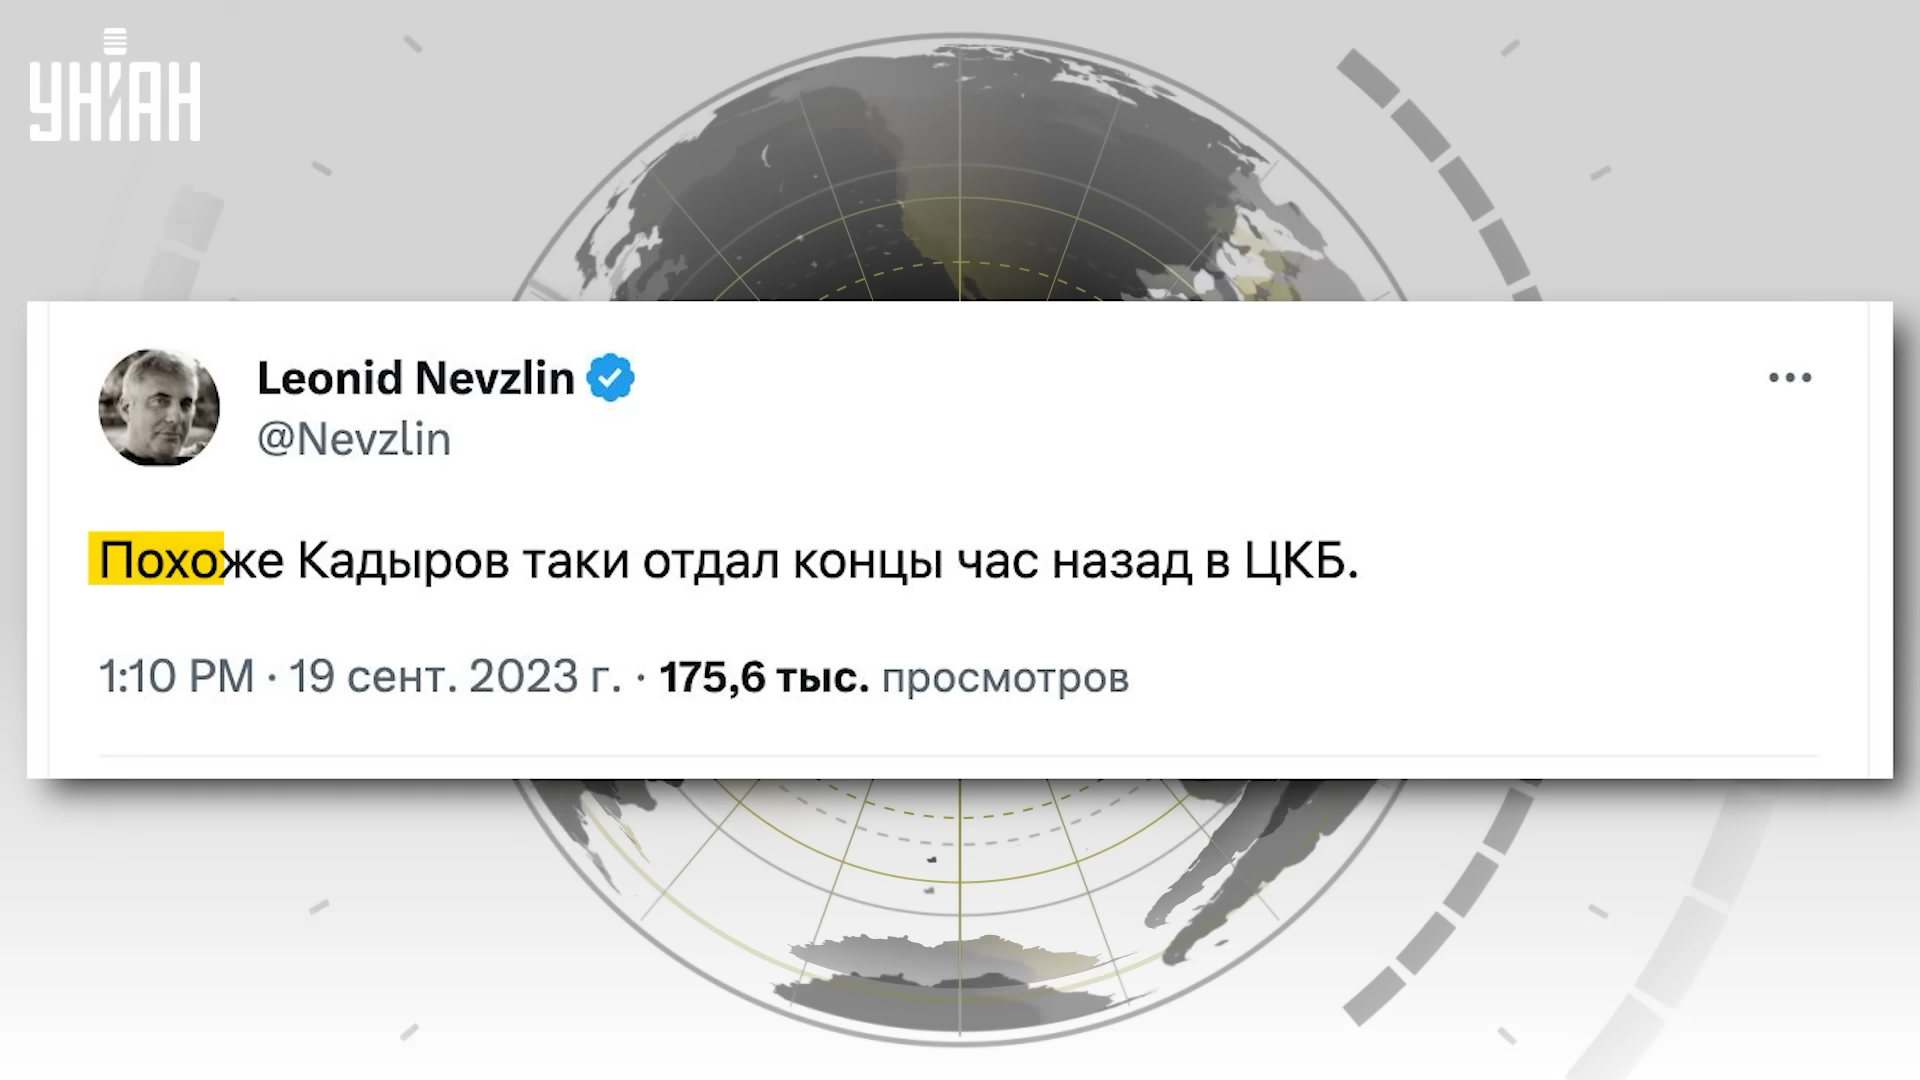 УНІАН
Leonid Nevzlin
@Nevzlin
Похоже Кадыров таки отдал концы час назад в ЦКБ.
1:10 PM · 19 сент. 2023 г. · 175,6 тыс. просмотров